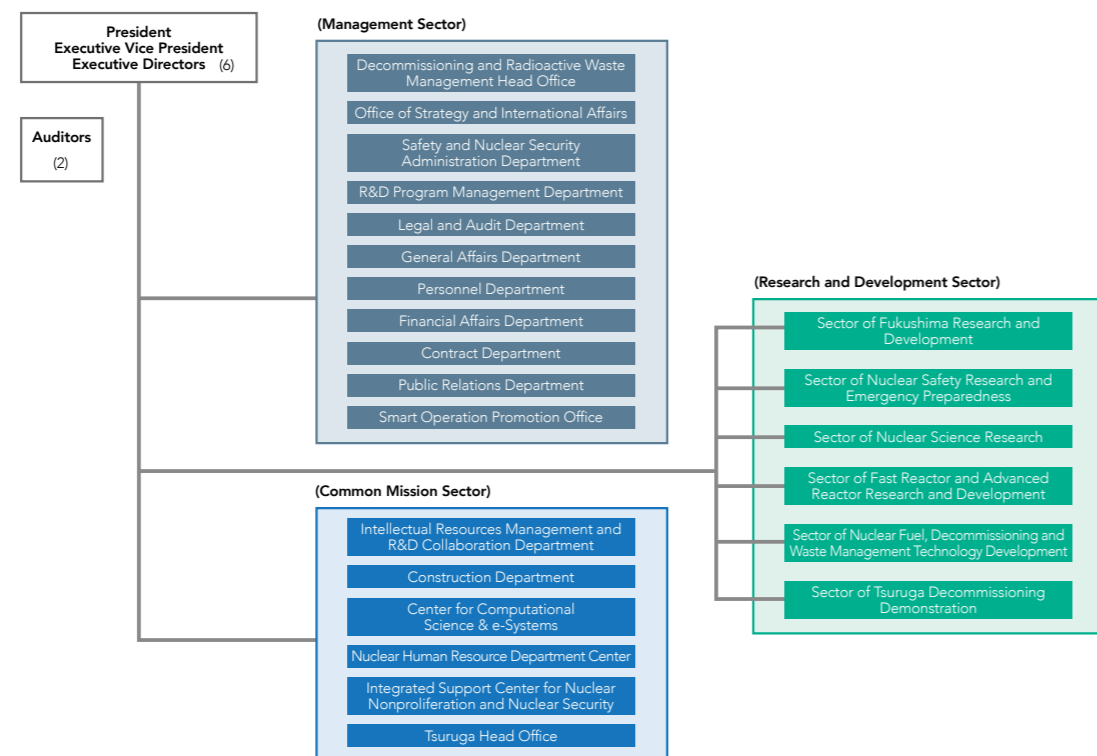 President
Executive Vice President
Executive Directors (6)
Auditors
(2)
(Management Sector)
Decommissioning and Radioactive Waste
Management Head Office
Office of Strategy and International Affairs
Safety and Nuclear Security
Administration Department
R&D Program Management Department
Legal and Audit Department
General Affairs Department
Personnel Department
Financial Affairs Department
Contract Department
Public Relations Department
Smart Operation Promotion Office
(Common Mission Sector)
Intellectual Resources Management and
R&D Collaboration Department
Construction Department
Center for Computational
Science & e-Systems
Nuclear Human Resource Department Center
Integrated Support Center for Nuclear
Nonproliferation and Nuclear Security
Tsuruga Head Office
(Research and Development Sector)
Sector of Fukushima Research and
Development
Sector of Nuclear Safety Research and
Emergency Preparedness
Sector of Nuclear Science Research
Sector of Fast Reactor and Advanced
Reactor Research and Development
Sector of Nuclear Fuel, Decommissioning and
Waste Management Technology Development
Sector of Tsuruga Decommissioning
Demonstration